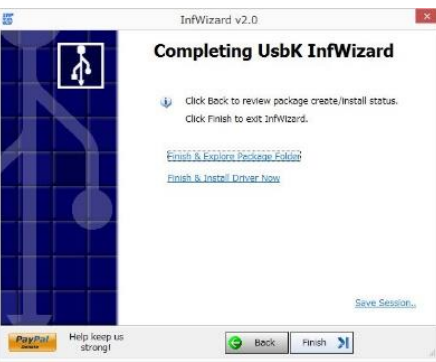 InfWizard v2.0
Completing UsbK InfWizard
Click Back to review package create/install status.
Click Finish to exit InfWizard.
Finish & Explore Package Folder
Finish & Install Driver Now
Save Session..
PayPal
Donate
Help keep us
strong!
Back
Finish